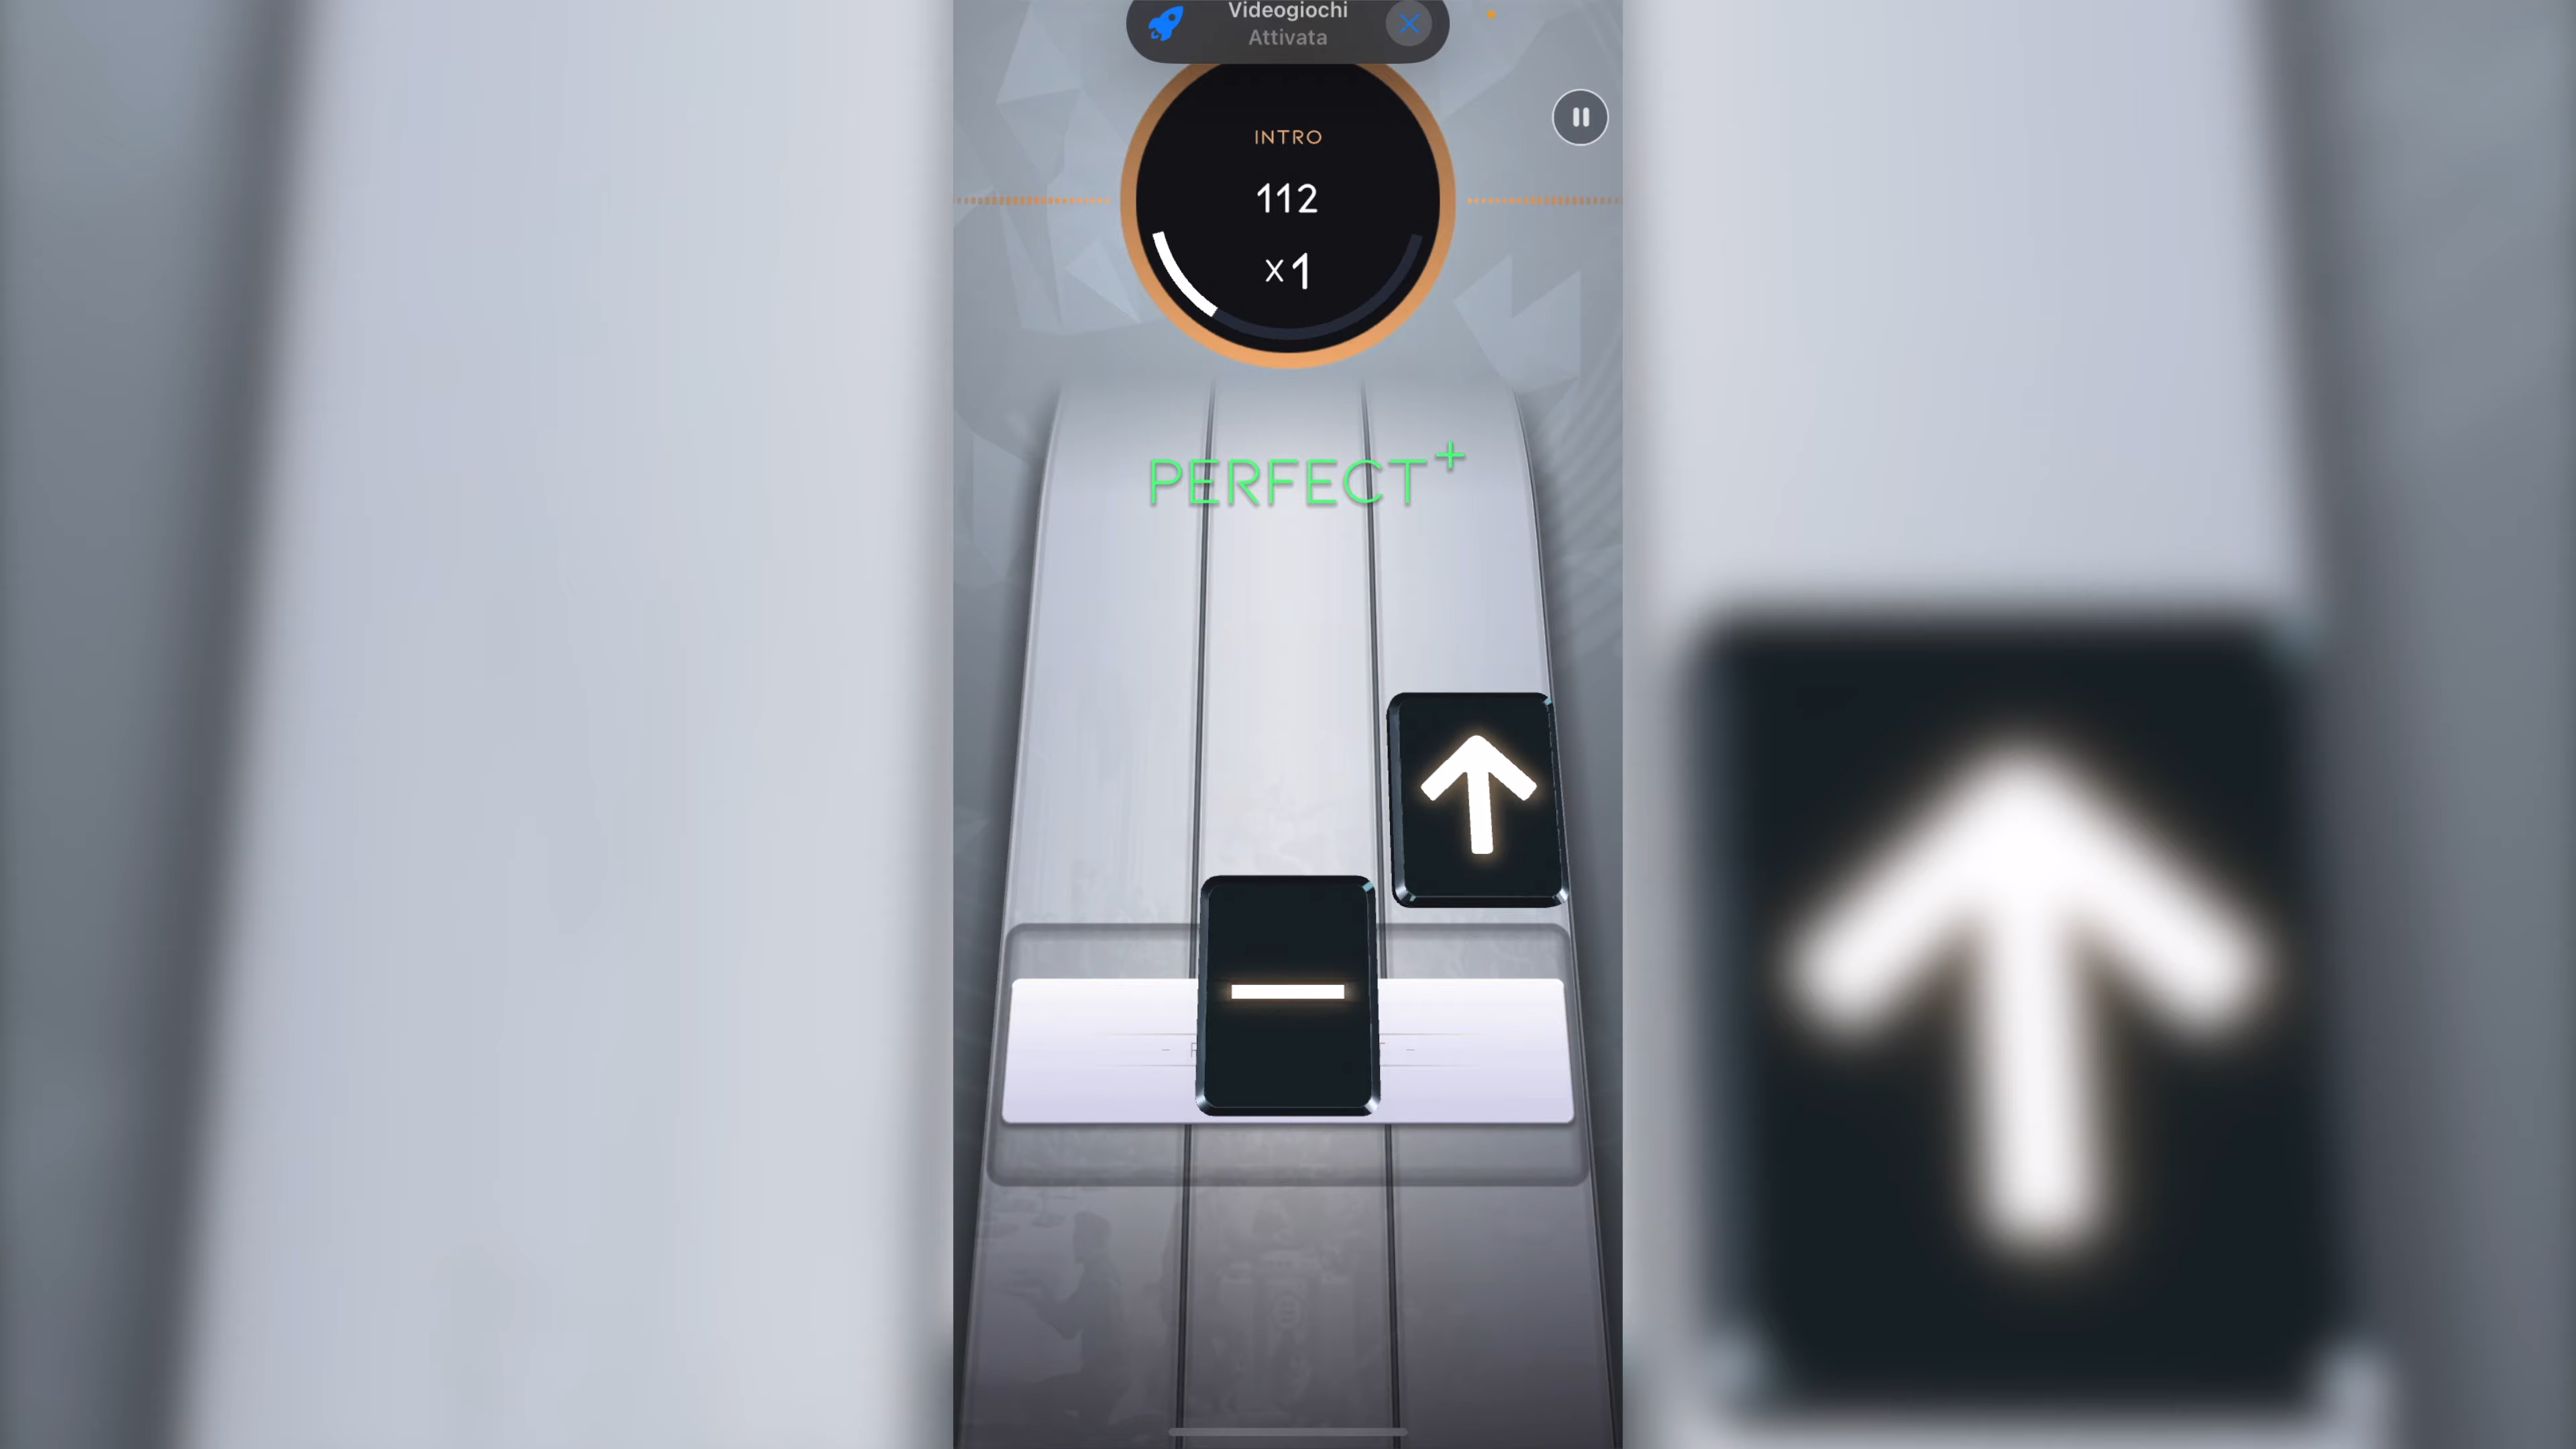 Videogiochi
Attivata
INTRO
112
x1
PERFECT+